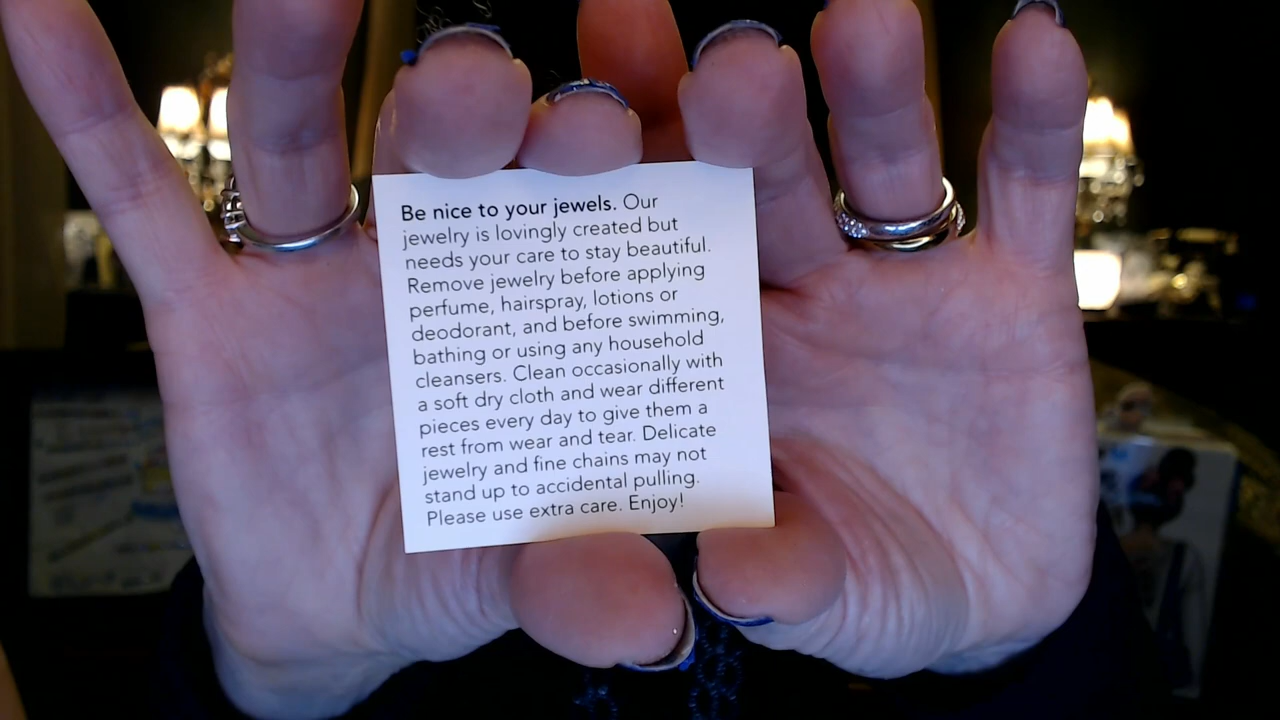 Be nice to your jewels. Our
jewelry is lovingly created but
needs your care to stay beautiful.
Remove jewelry before applying
perfume, hairspray, lotions or
deodorant, and before swimming,
bathing or using any household
cleansers. Clean occasionally with
a soft dry cloth and wear different
pieces every day to give them a
rest from wear and tear. Delicate
jewelry and fine chains may not
stand up to accidental pulling.
Please use extra care. Enjoy!